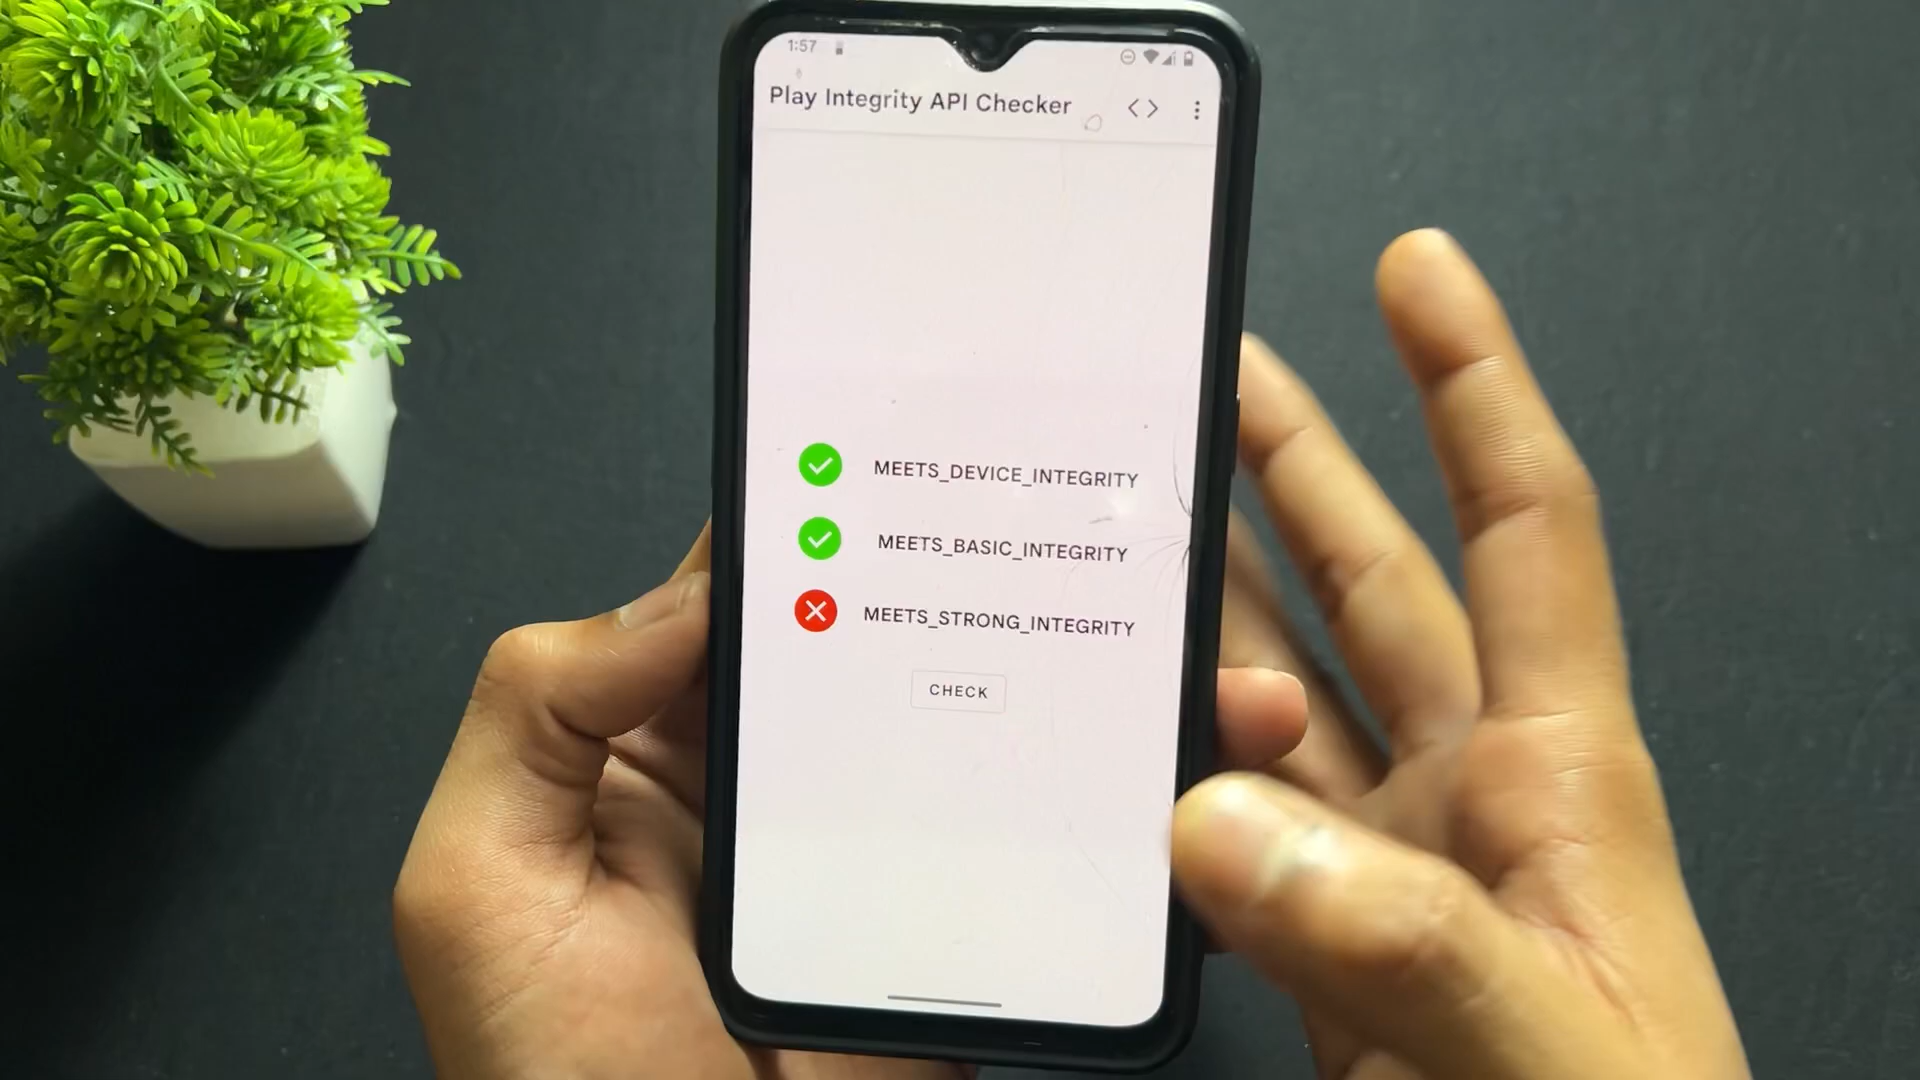 1:57
Play Integrity API Checker
MEETS_DEVICE_INTEGRITY
MEETS_BASIC_INTEGRITY
MEETS_STRONG_INTEGRITY
CHECK